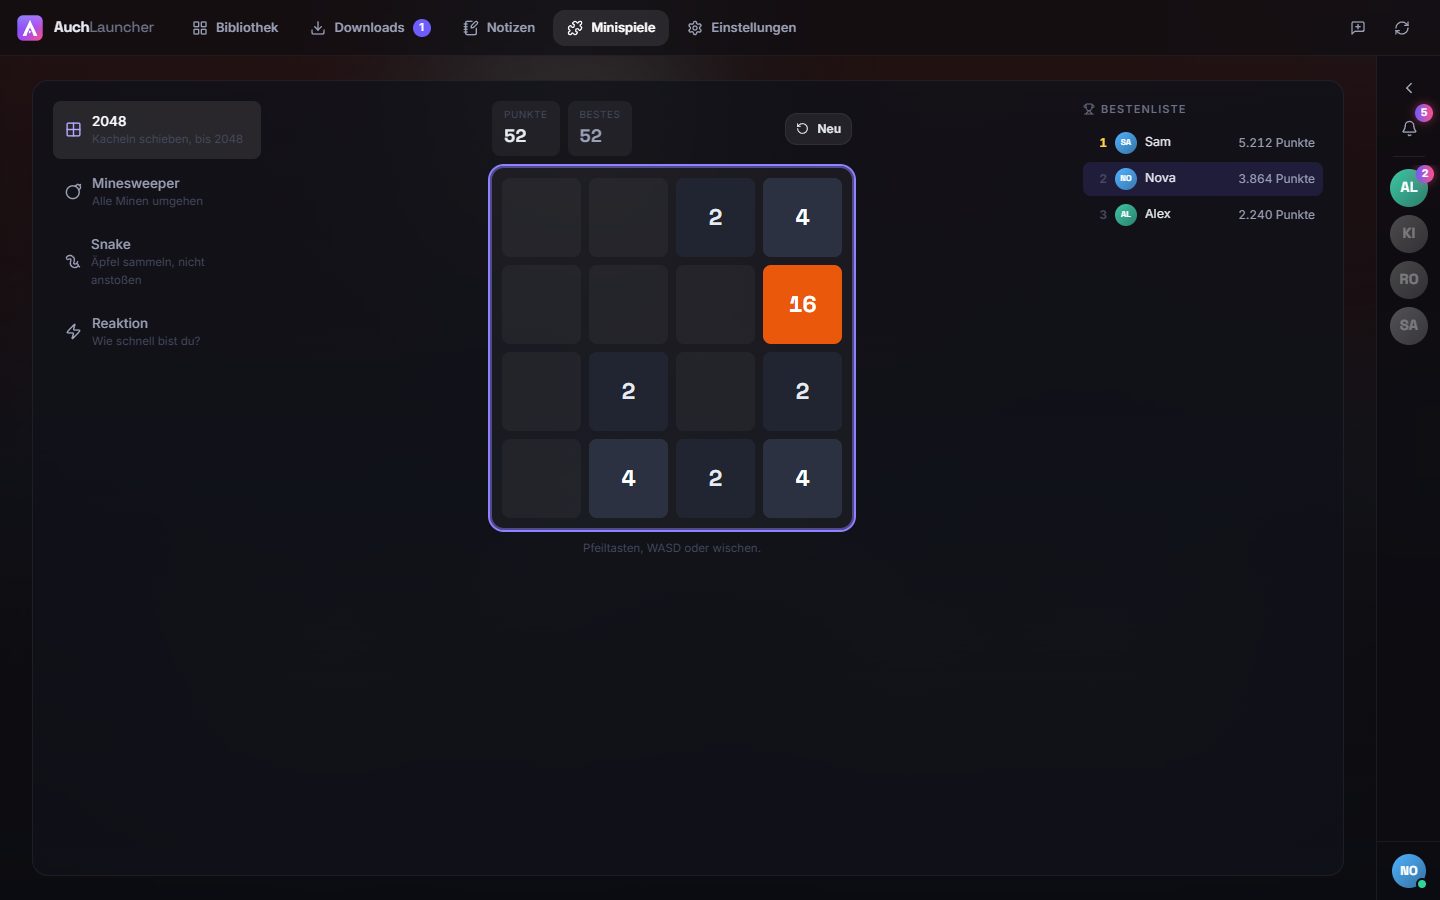 AuchLauncher
Bibliothek
Downloads
1
Notizen
Minispiele
Einstellungen
2048
Kacheln schieben, bis 2048
Minesweeper
Alle Minen umgehen
Snake
Äpfel sammeln, nicht
anstoßen
Reaktion
Wie schnell bist du?
PUNKTE
52
BESTES
52
Neu
2 4
16
2 2
4 2 4
Pfeiltasten, WASD oder wischen.
BESTENLISTE
1 SA Sam 5.212 Punkte
2 NO Nova 3.864 Punkte
3 AL Alex 2.240 Punkte
5
2
AL
KI
RO
SA
NO